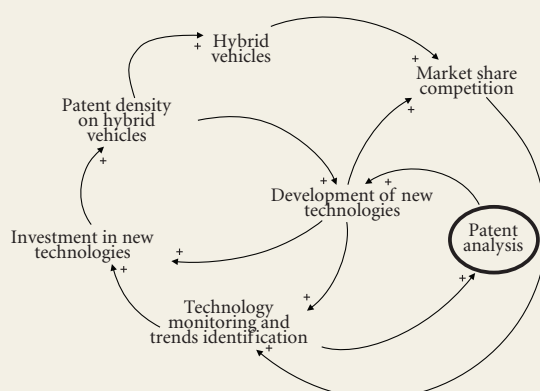 Hybrid
vehicles
+
+
Market share
competition
+
Patent density
on hybrid
vehicles
+
+
+
Development of new
technologies
Patent
analysis
Investment in new
technologies
+
+
+
+
Technology
monitoring and
trends identification
+